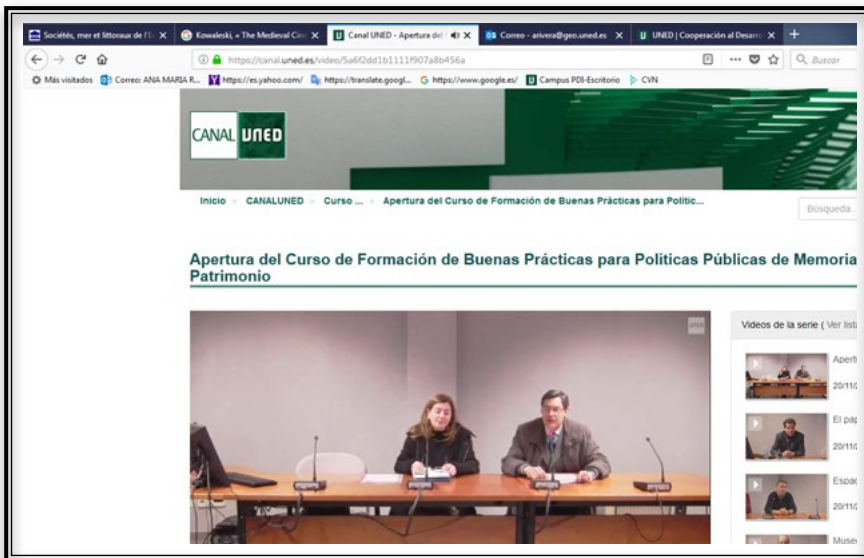 Sociétés, mer et littoraux de l'E
Kowaleski, « The Medieval Cinq
Canal UNED - Apertura del
Correo - arivera@geo.uned.es
UNED | Cooperación al Desarro
https://canal.uned.es/video/5a6f2dd1b1111f907a8b456a
Buscar
Más visitados
Correo: ANA MARIA R...
https://es.yahoo.com/
https://translate.googl...
https://www.google.es/
Campus PDI-Escritorio
CVN
CANAL UNED
Inicio
CANALUNED
Curso ...
Apertura del Curso de Formación de Buenas Prácticas para Polític...
Búsqueda...
Apertura del Curso de Formación de Buenas Prácticas para Políticas Públicas de Memoria
Patrimonio
uned
Videos de la serie ( Ver lista
Apert
20/11/
El pap
20/11/
Espac
20/11/
Muse